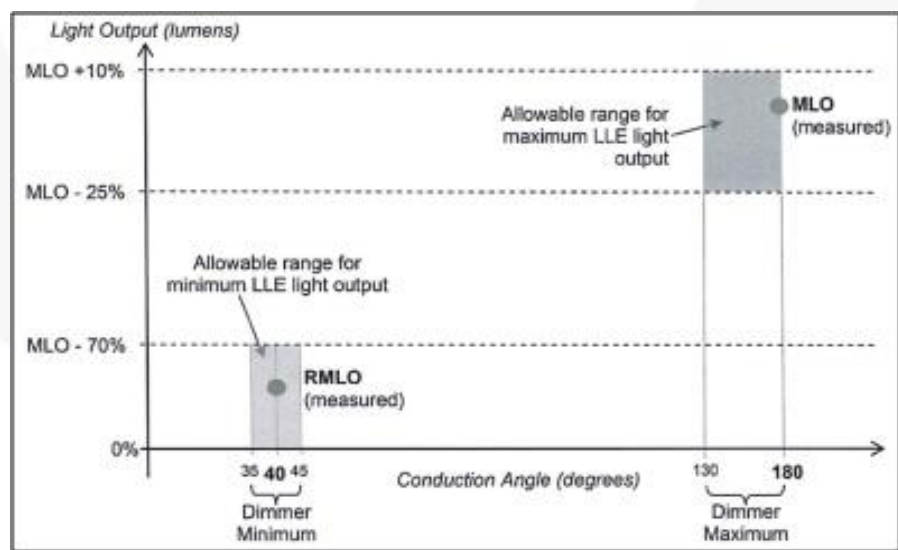 Light Output (lumens)
MLO +10%
Allowable range for
maximum LLE light
output
MLO
(measured)
MLO - 25%
Allowable range for
minimum LLE light output
MLO - 70%
RMLO
(measured)
0%
35 40 45
Conduction Angle (degrees)
130 180
Dimmer
Minimum
Dimmer
Maximum